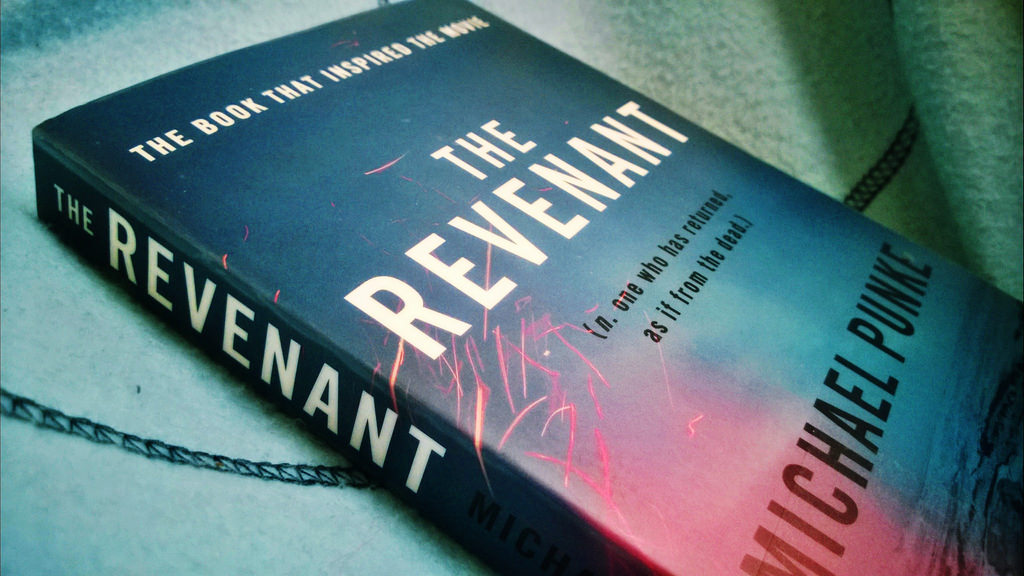 THE BOOK THAT INSPIRED THE MOVIE
THE
REVENANT
(n. one who has returned,
as if from the dead.)
MICHAEL PUNKE
THE REVENANT MICHA